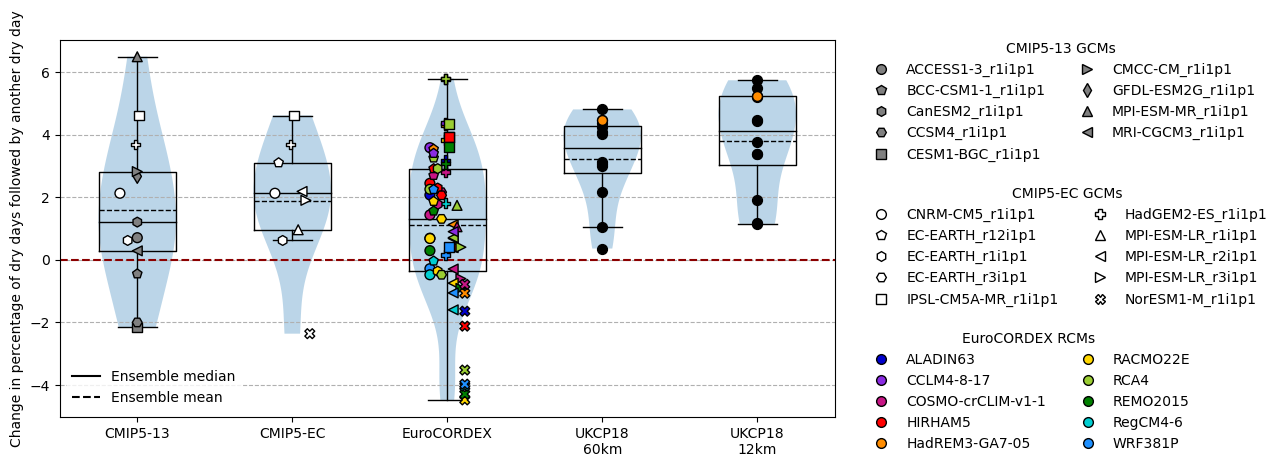 Change in percentage of dry days followed by another dry day
6
4
2
0
−2
−4
Ensemble median
Ensemble mean
CMIP5-13
CMIP5-EC
EuroCORDEX
UKCP18
60km
UKCP18
12km
CMIP5-13 GCMs
ACCESS1-3_r1i1p1
BCC-CSM1-1_r1i1p1
CanESM2_r1i1p1
CCSM4_r1i1p1
CESM1-BGC_r1i1p1
CMCC-CM_r1i1p1
GFDL-ESM2G_r1i1p1
MPI-ESM-MR_r1i1p1
MRI-CGCM3_r1i1p1
CMIP5-EC GCMs
CNRM-CM5_r1i1p1
EC-EARTH_r12i1p1
EC-EARTH_r1i1p1
EC-EARTH_r3i1p1
IPSL-CM5A-MR_r1i1p1
HadGEM2-ES_r1i1p1
MPI-ESM-LR_r1i1p1
MPI-ESM-LR_r2i1p1
MPI-ESM-LR_r3i1p1
NorESM1-M_r1i1p1
EuroCORDEX RCMs
ALADIN63
CCLM4-8-17
COSMO-crCLIM-v1-1
HIRHAM5
HadREM3-GA7-05
RACMO22E
RCA4
REMO2015
RegCM4-6
WRF381P